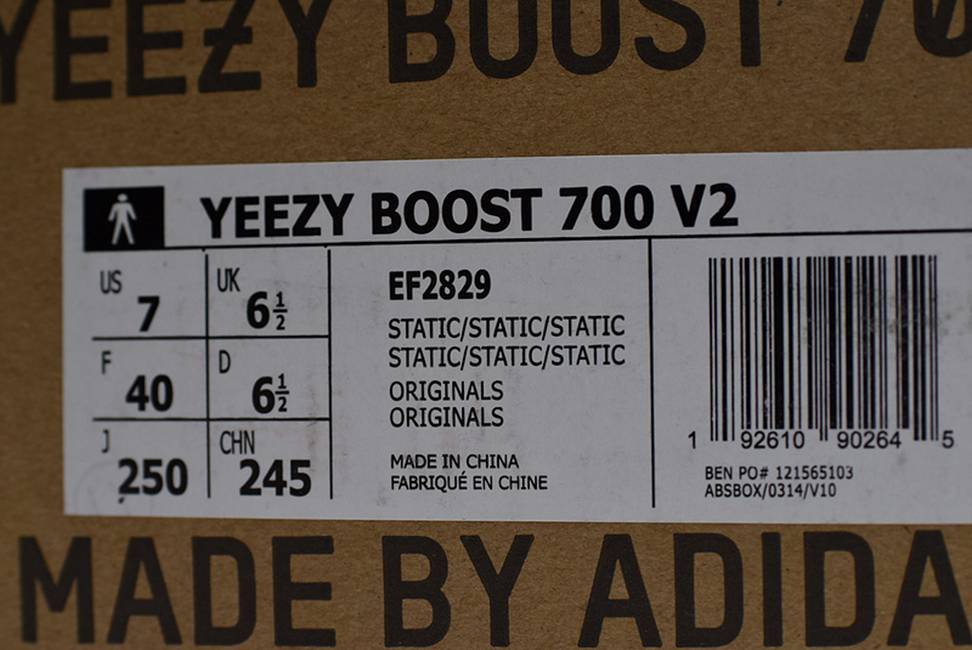 YEEZY BOOST 70
YEEZY BOOST 700 V2
US 7 UK 6½
F 40 D 6½
J 250 CHN 245
EF2829
STATIC/STATIC/STATIC
STATIC/STATIC/STATIC
ORIGINALS
ORIGINALS
MADE IN CHINA
FABRIQUÉ EN CHINE
1 92610 90264 5
BEN PO# 121565103
ABSBOX/0314/V10
MADE BY ADIDA